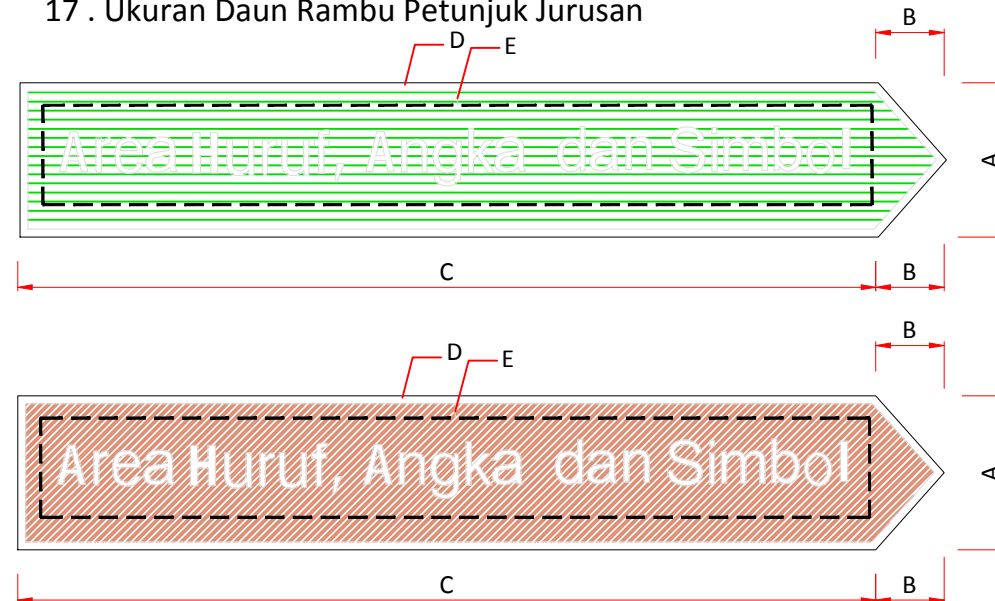 17 . Ukuran Daun Rambu Petunjuk Jurusan
B
D
E
Area Huruf, Angka dan Simbol
A
C
B
B
D
E
Area Huruf, Angka dan Simbol
A
C
B